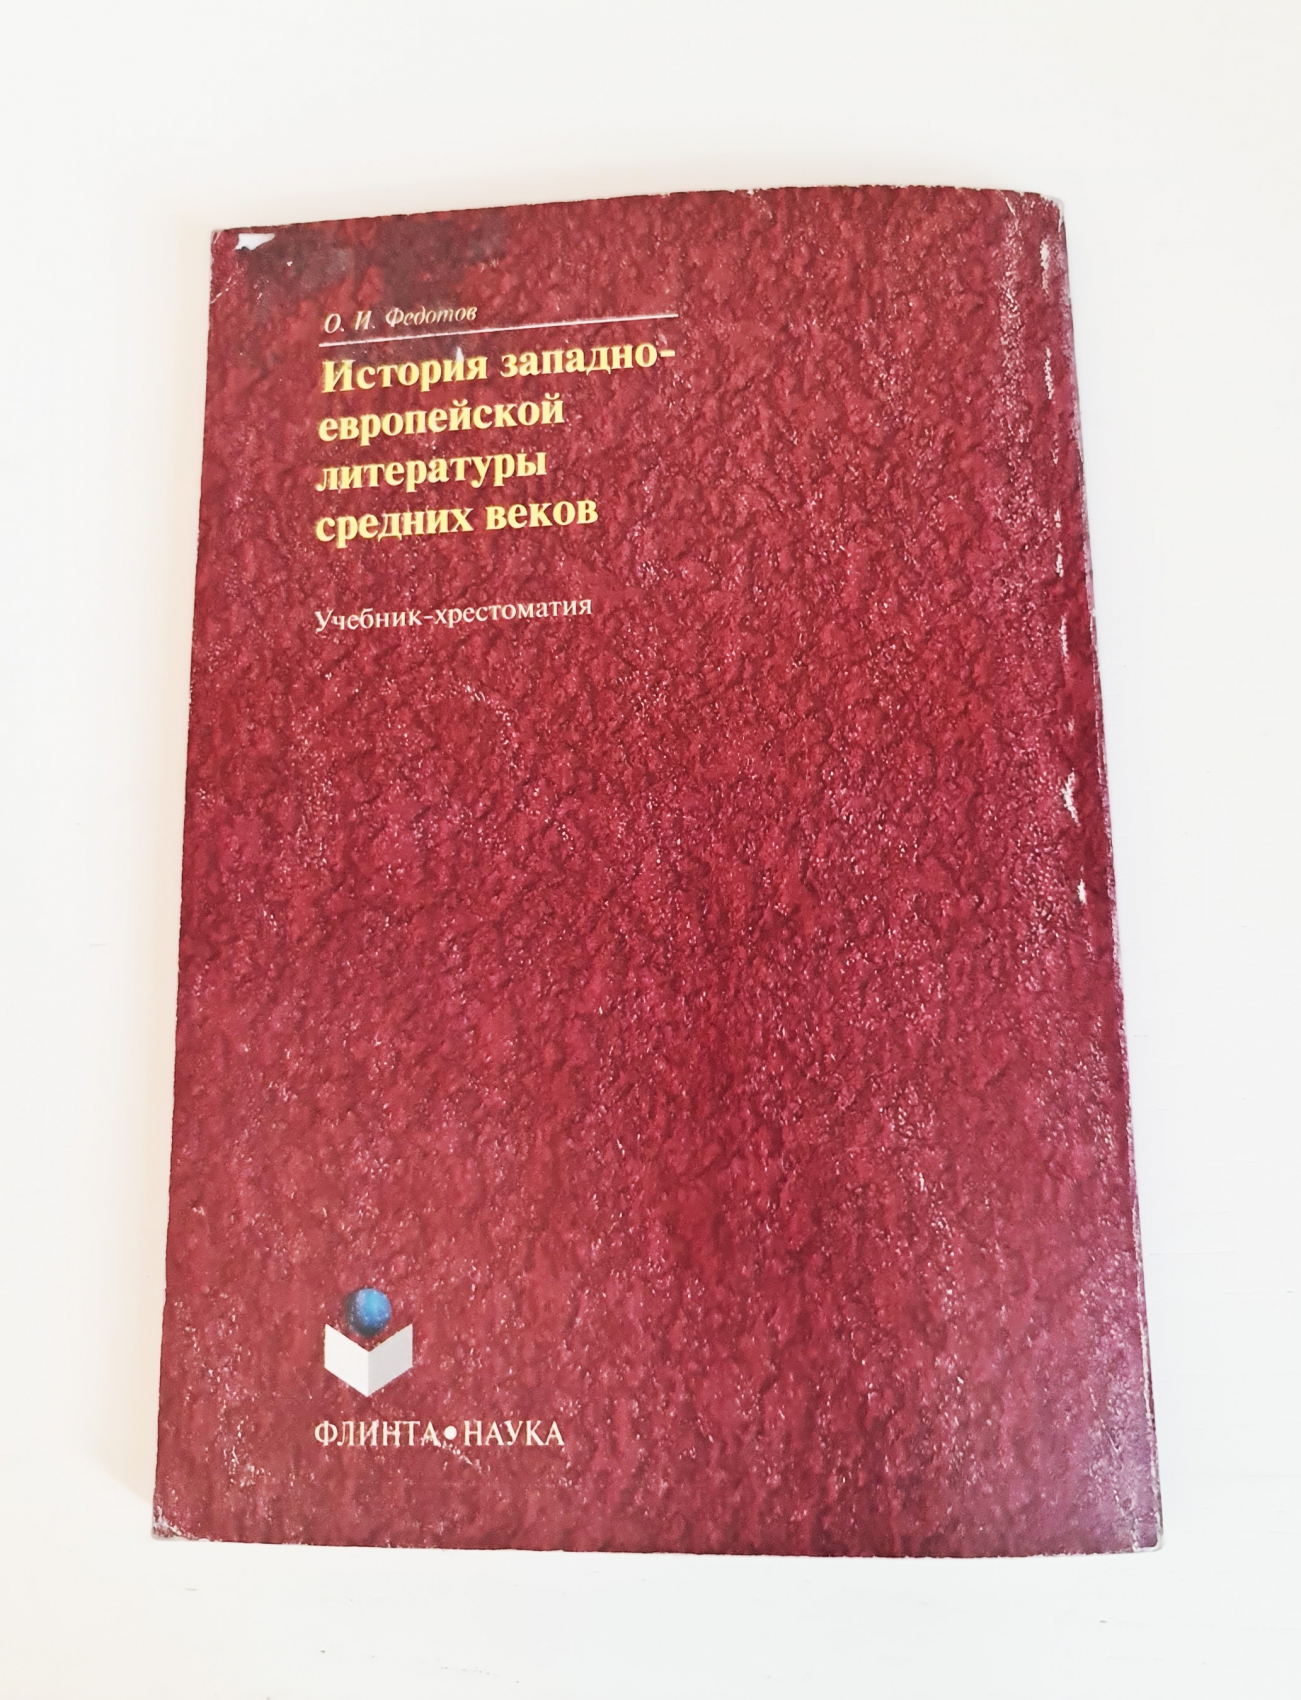 О. И. Федотов
История западно-
европейской
литературы
средних веков
Учебник-хрестоматия
ФЛИНТА•НАУКА